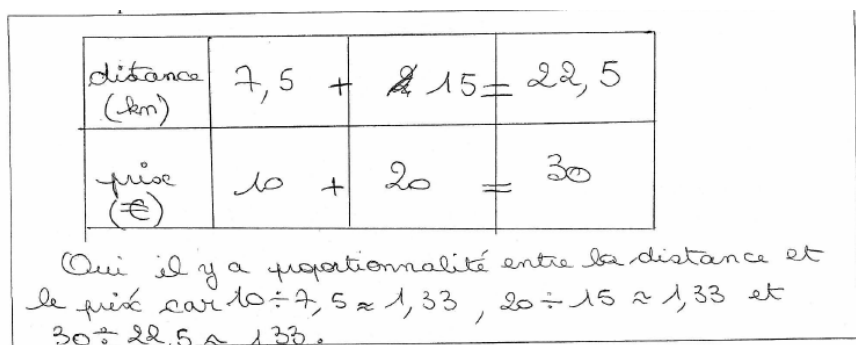 distance 7,5 + 15 = 22,5
(km)
prix 10 + 20 = 30
(€)
Oui il y a proportionnalité entre la distance et
le prix car 10 ÷ 7,5 ≈ 1,33 , 20 ÷ 15 ≈ 1,33 et
30 ÷ 22,5 ≈ 1,33.